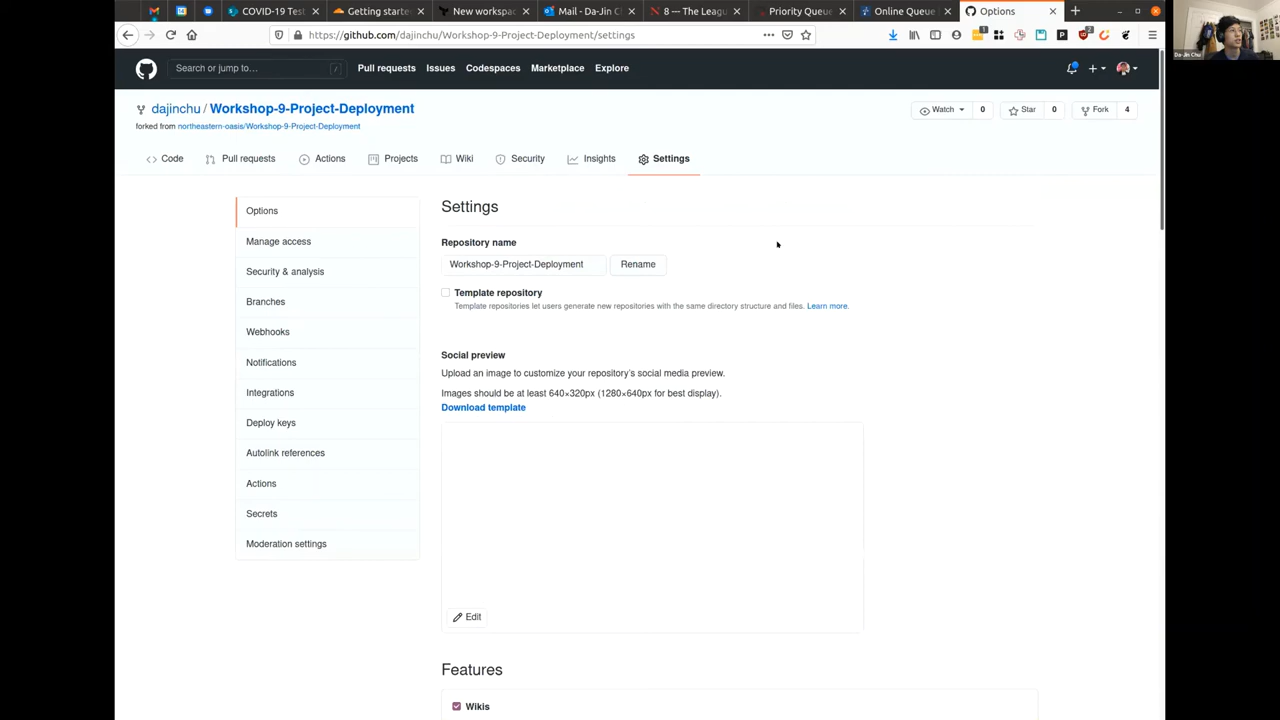 COVID-19 Tes
Getting starte
New workspac
Mail - Da-Jin C
8 — The Leagu
Priority Queue
Online Queue
Options
https://github.com/dajinchu/Workshop-9-Project-Deployment/settings
Da-Jin Chu
Search or jump to…
/
Pull requests
Issues
Codespaces
Marketplace
Explore
dajinchu / Workshop-9-Project-Deployment
forked from northeastern-oasis/Workshop-9-Project-Deployment
Watch
0
Star
0
Fork
4
Code
Pull requests
Actions
Projects
Wiki
Security
Insights
Settings
Options
Manage access
Security & analysis
Branches
Webhooks
Notifications
Integrations
Deploy keys
Autolink references
Actions
Secrets
Moderation settings
Settings
Repository name
Workshop-9-Project-Deployment
Rename
Template repository
Template repositories let users generate new repositories with the same directory structure and files. Learn more.
Social preview
Upload an image to customize your repository's social media preview.
Images should be at least 640×320px (1280×640px for best display).
Download template
Edit
Features
Wikis